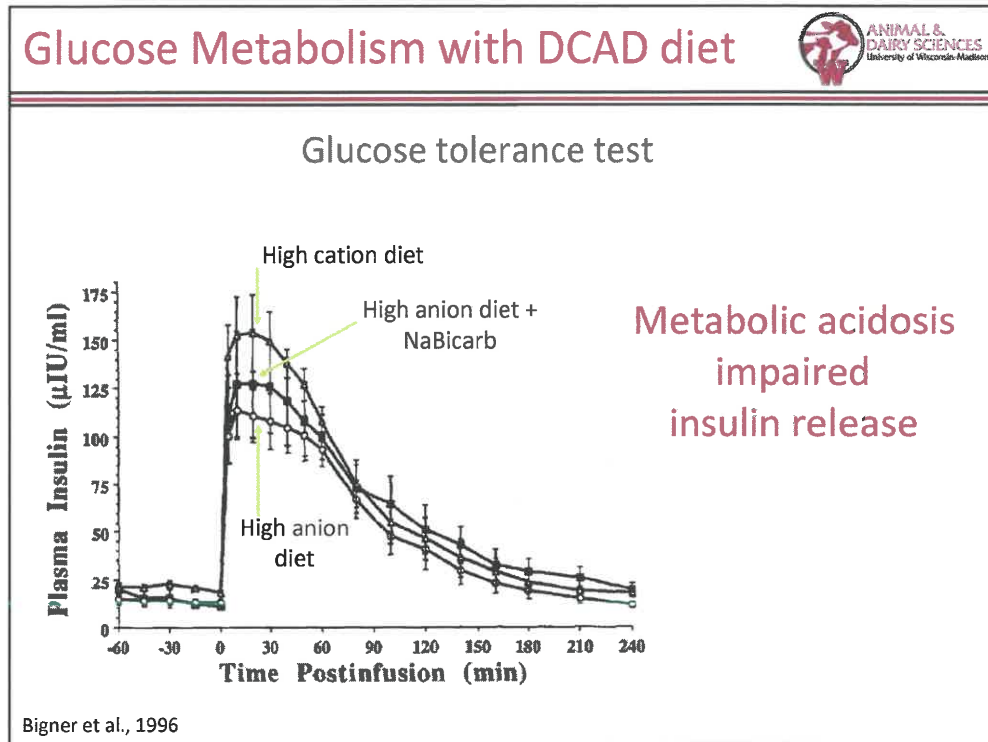 Glucose Metabolism with DCAD diet
ANIMAL &
DAIRY SCIENCES
University of Wisconsin-Madison
Glucose tolerance test
High cation diet
High anion diet +
NaBicarb
High anion
diet
Metabolic acidosis
impaired
insulin release
Plasma Insulin (µIU/ml)
175
150
125
100
75
50
25
0
-60 -30 0 30 60 90 120 150 180 210 240
Time Postinfusion (min)
Bigner et al., 1996